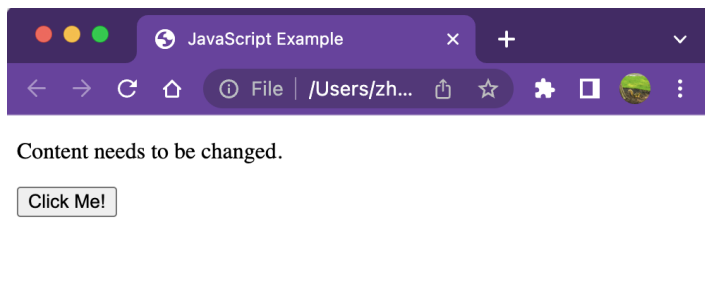 JavaScript Example
File /Users/zh...
Content needs to be changed.
Click Me!